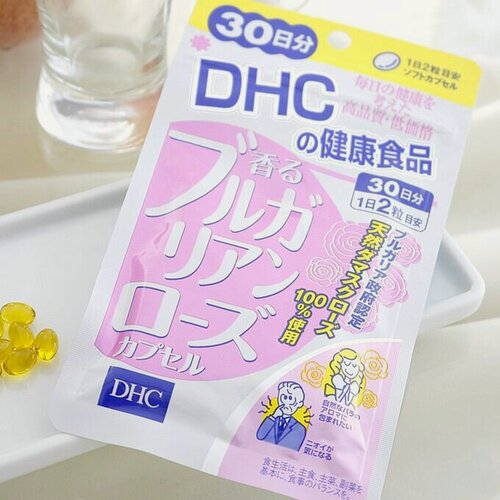 30日分
1日2粒目安
ソフトカプセル
DHC
毎日の健康を
考えた
高品質・低価格
の健康食品
30日分
1日2粒目安
香る
ブルガリアン
ローズ
カプセル
ブルガリア政府認定
天然ダマスクローズ
100%使用
DHC
自然なバラの
アロマに
包まれたい
ニオイが
気になる
食生活は、主食、主菜、副菜を
基本に、食事のバランスを。